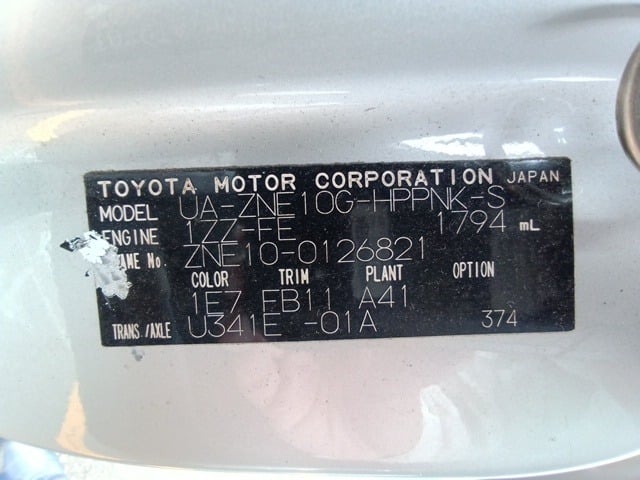 TOYOTA MOTOR CORPORATION JAPAN
MODEL UA-ZNE10G-HPPNK-S
ENGINE 1ZZ-FE 1794 mL
No. ZNE10-0126821
COLOR TRIM PLANT OPTION
1E7 FB11 A41
TRANS./AXLE U341E -01A 374